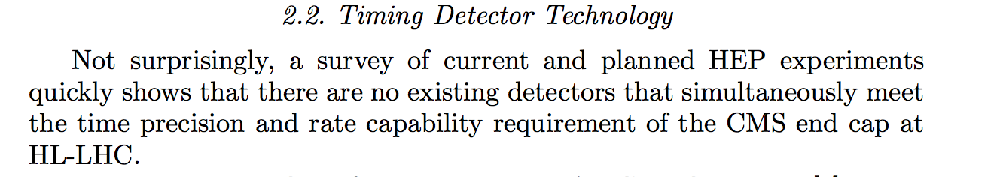 2.2. Timing Detector Technology
Not surprisingly, a survey of current and planned HEP experiments
quickly shows that there are no existing detectors that simultaneously meet
the time precision and rate capability requirement of the CMS end cap at
HL-LHC.